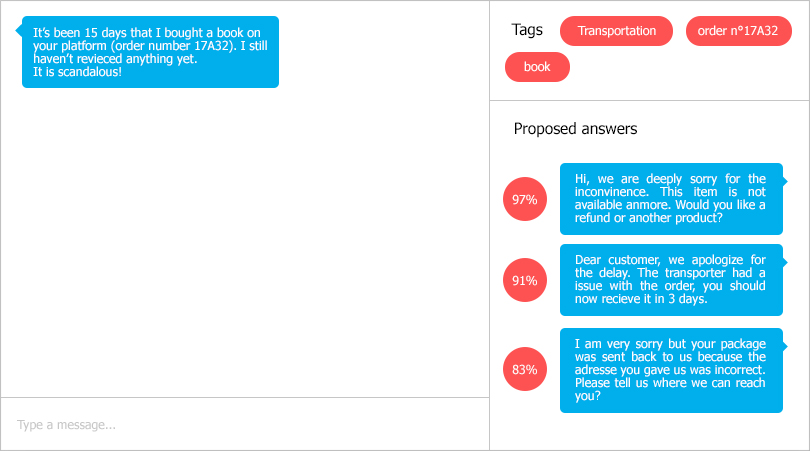 It's been 15 days that I bought a book on
your platform (order number 17A32). I still
haven't revieced anything yet.
It is scandalous!
Type a message...
Tags
Transportation
order n°17A32
book
Proposed answers
97%
Hi, we are deeply sorry for the
inconvinence. This item is not
available anmore. Would you like a
refund or another product?
91%
Dear customer, we apologize for
the delay. The transporter had a
issue with the order, you should
now recieve it in 3 days.
83%
I am very sorry but your package
was sent back to us because the
adresse you gave us was incorrect.
Please tell us where we can reach
you?